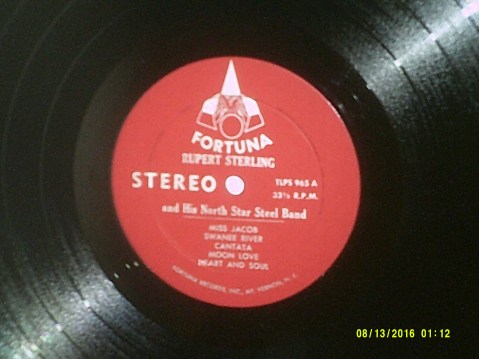 FORTUNA
RUPERT STERLING
STEREO
TLPS 965 A
33⅓ R.P.M.
and His North Star Steel Band
MISS JACOB
SWANEE RIVER
CANTATA
MOON LOVE
HEART AND SOUL
FORTUNA RECORDS, INC., MT. VERNON, N. Y.
08/13/2016 01:12